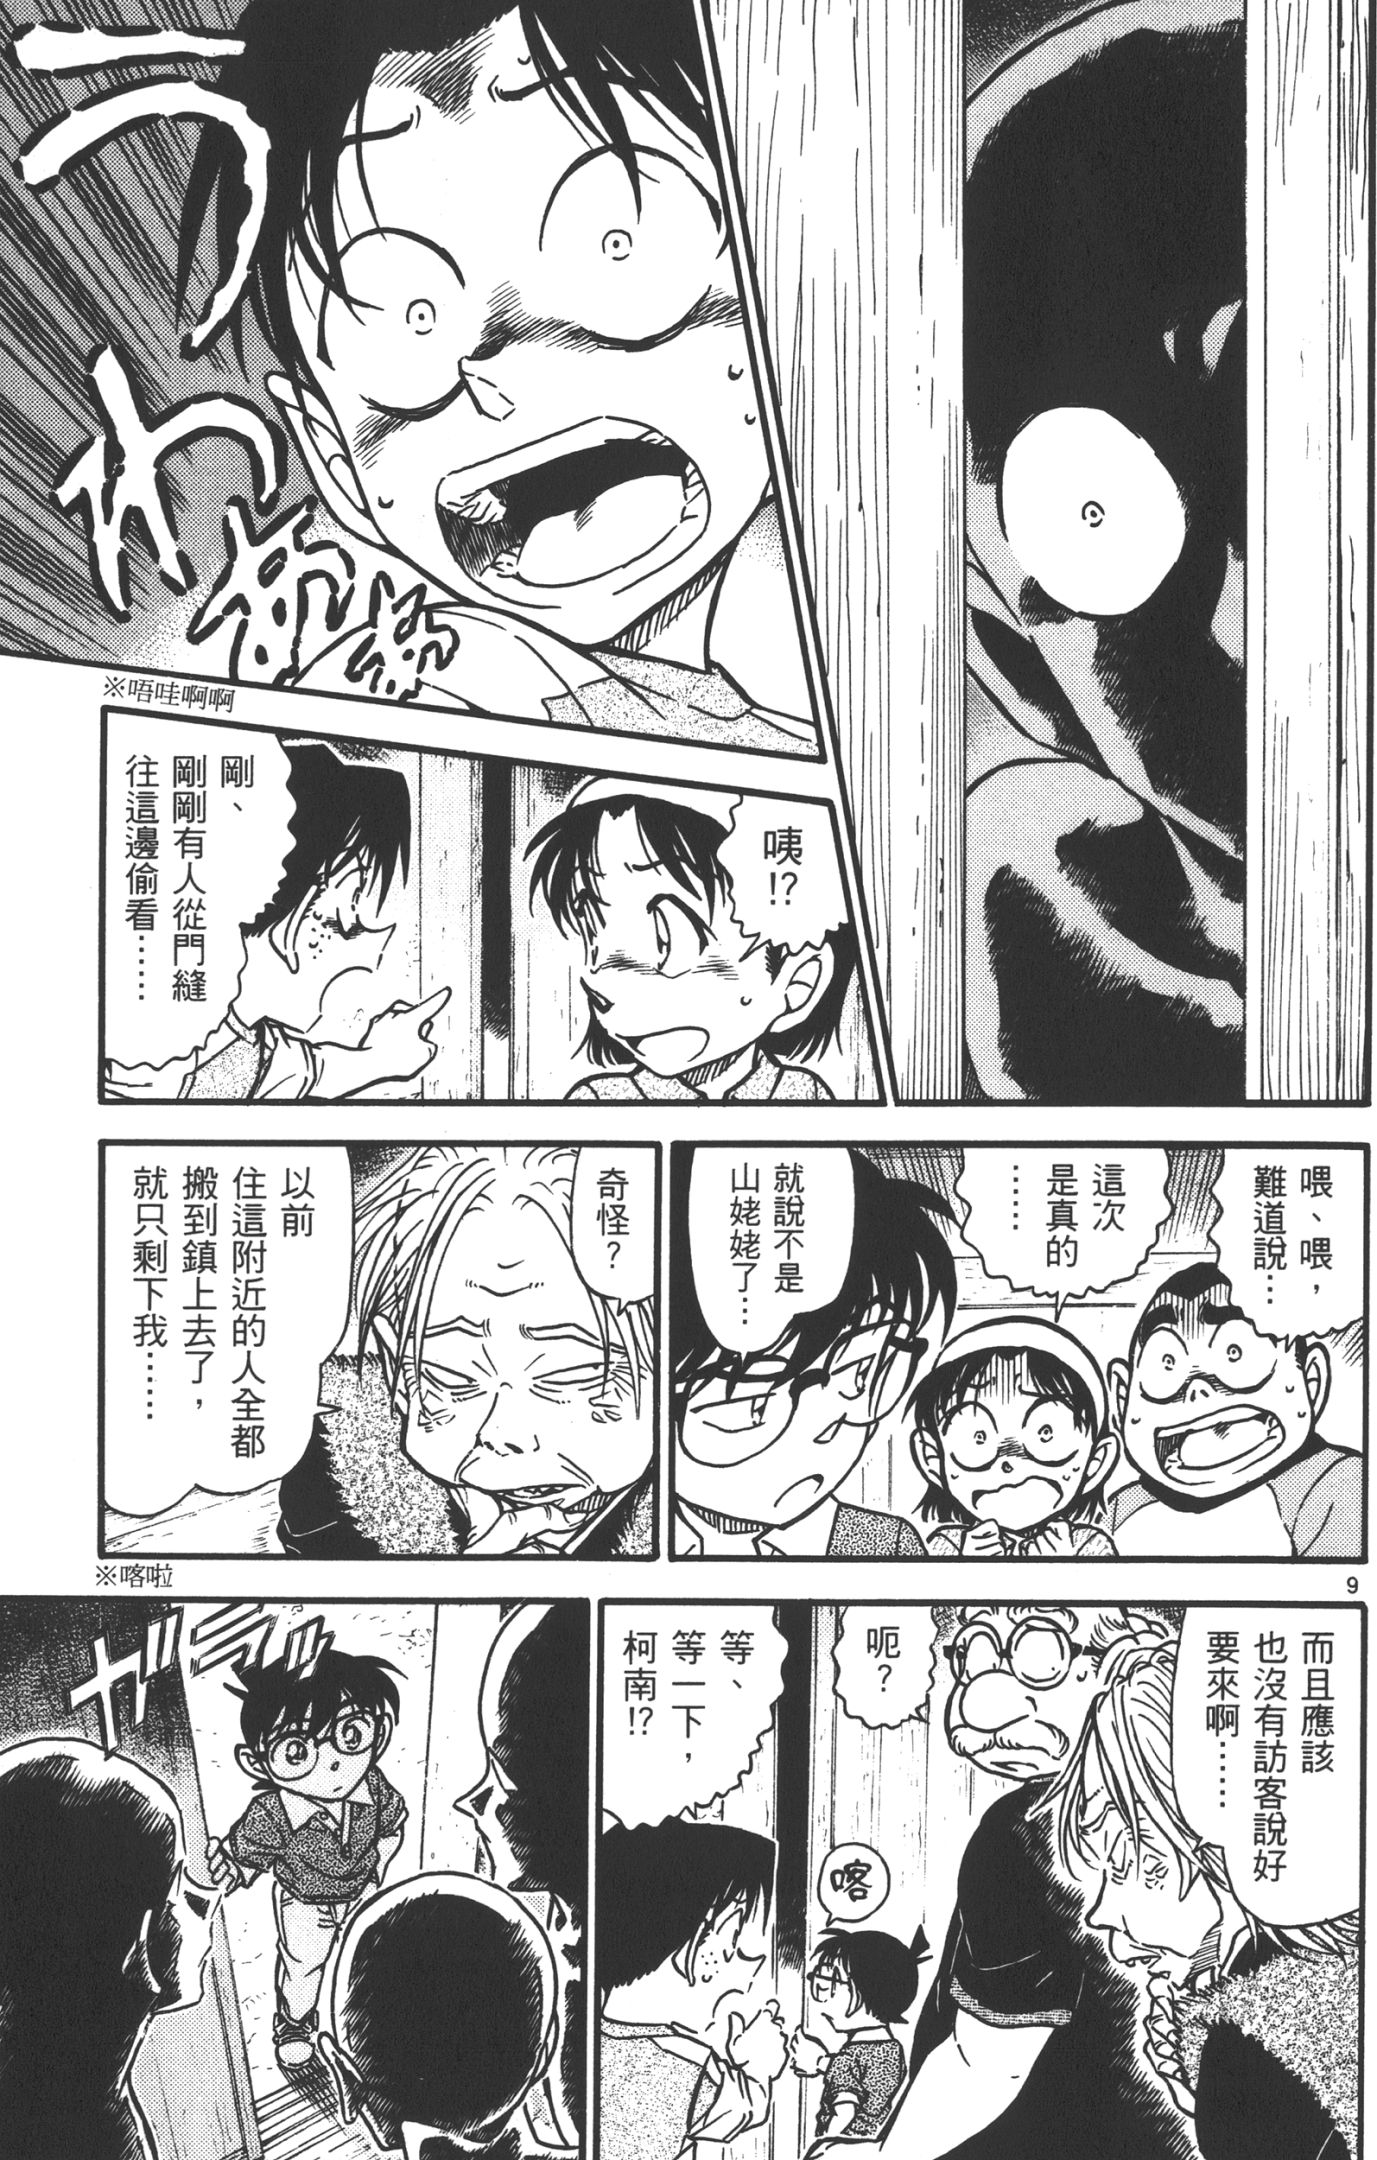 うわああ
※唔哇啊啊
咦!?
剛、
剛剛有人從門縫
往這邊偷看……
喂、喂，
難道說…
這次
是真的
……
就說不是
山姥姥了…
奇怪？
以前
住這附近的人全都
搬到鎮上去了，
就只剩下我……
9
而且應該
也沒有訪客說好
要來啊……
呃？
喀
等、
等一下，
柯南!?
※喀啦
ガララッ